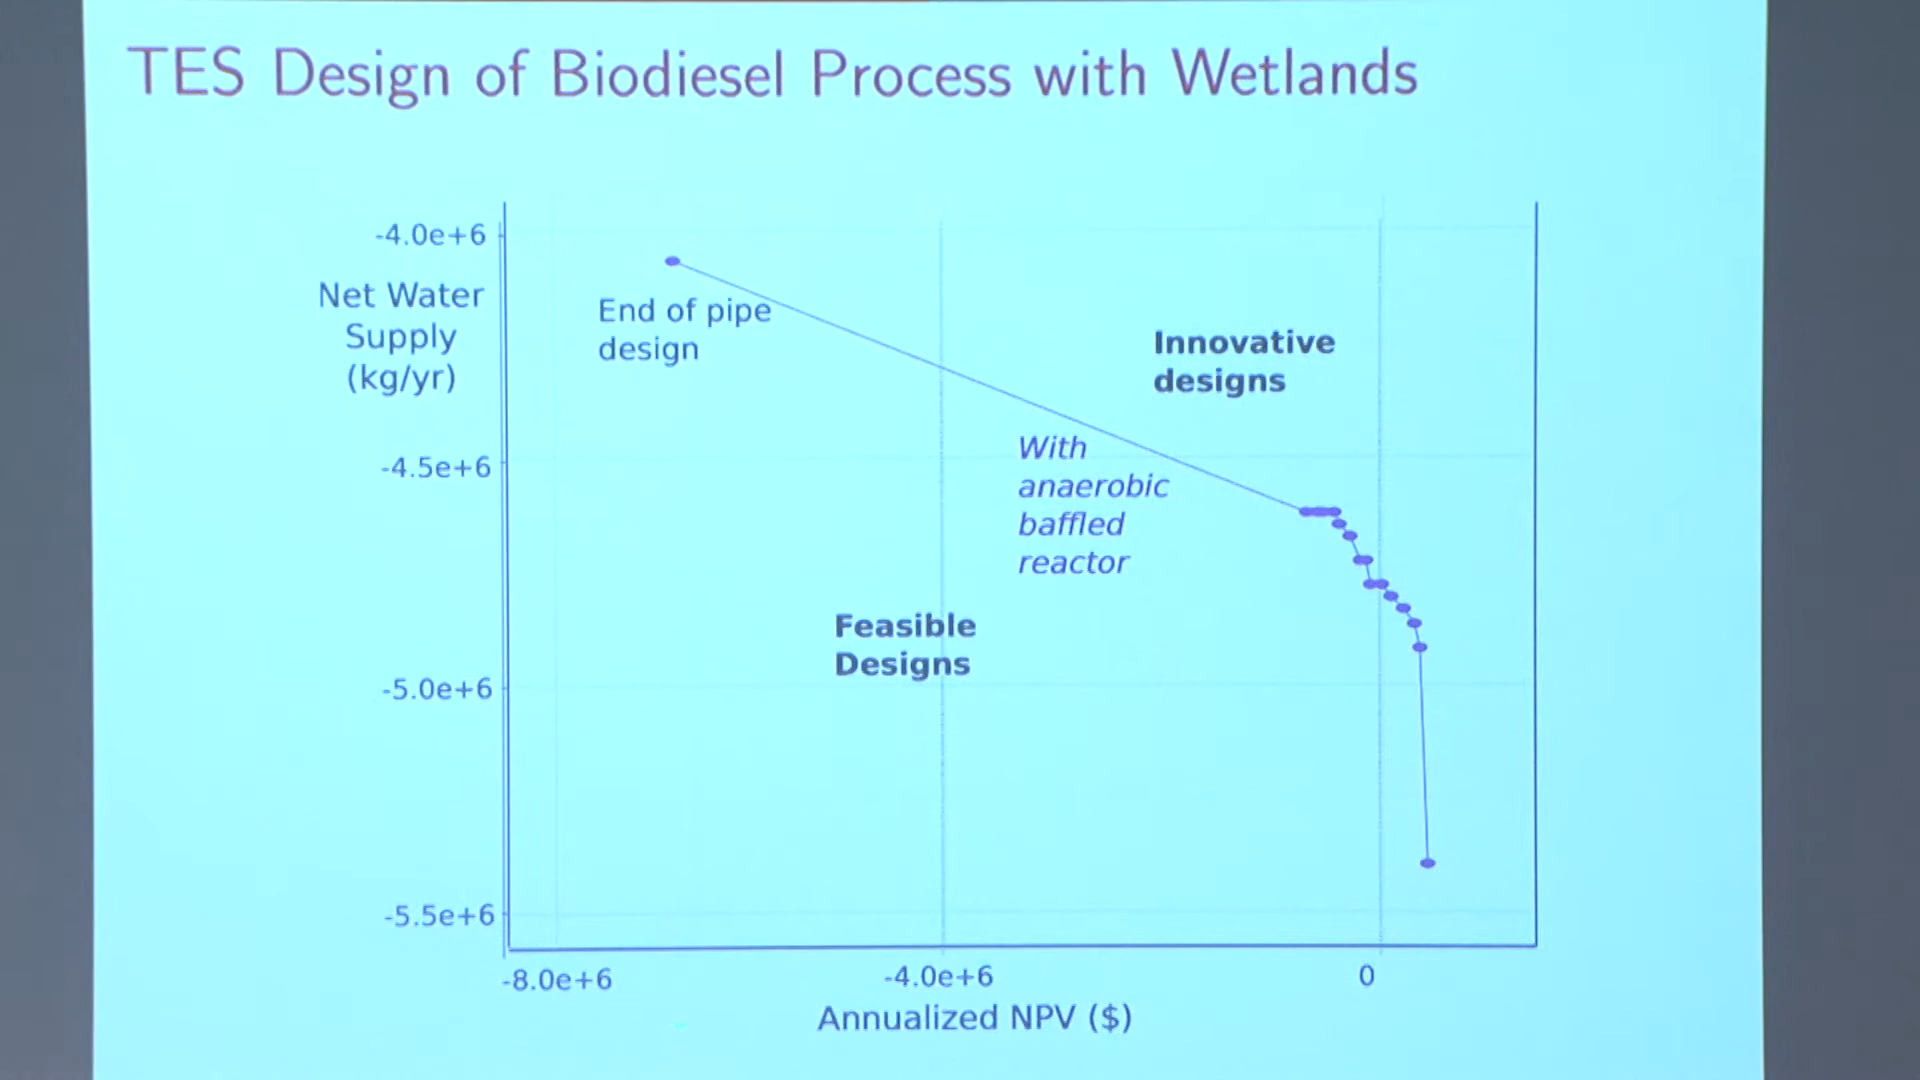 TES Design of Biodiesel Process with Wetlands
-4.0e+6
Net Water
Supply
(kg/yr)
End of pipe
design
Innovative
designs
With
anaerobic
baffled
reactor
-4.5e+6
Feasible
Designs
-5.0e+6
-5.5e+6
-8.0e+6
-4.0e+6
0
Annualized NPV ($)